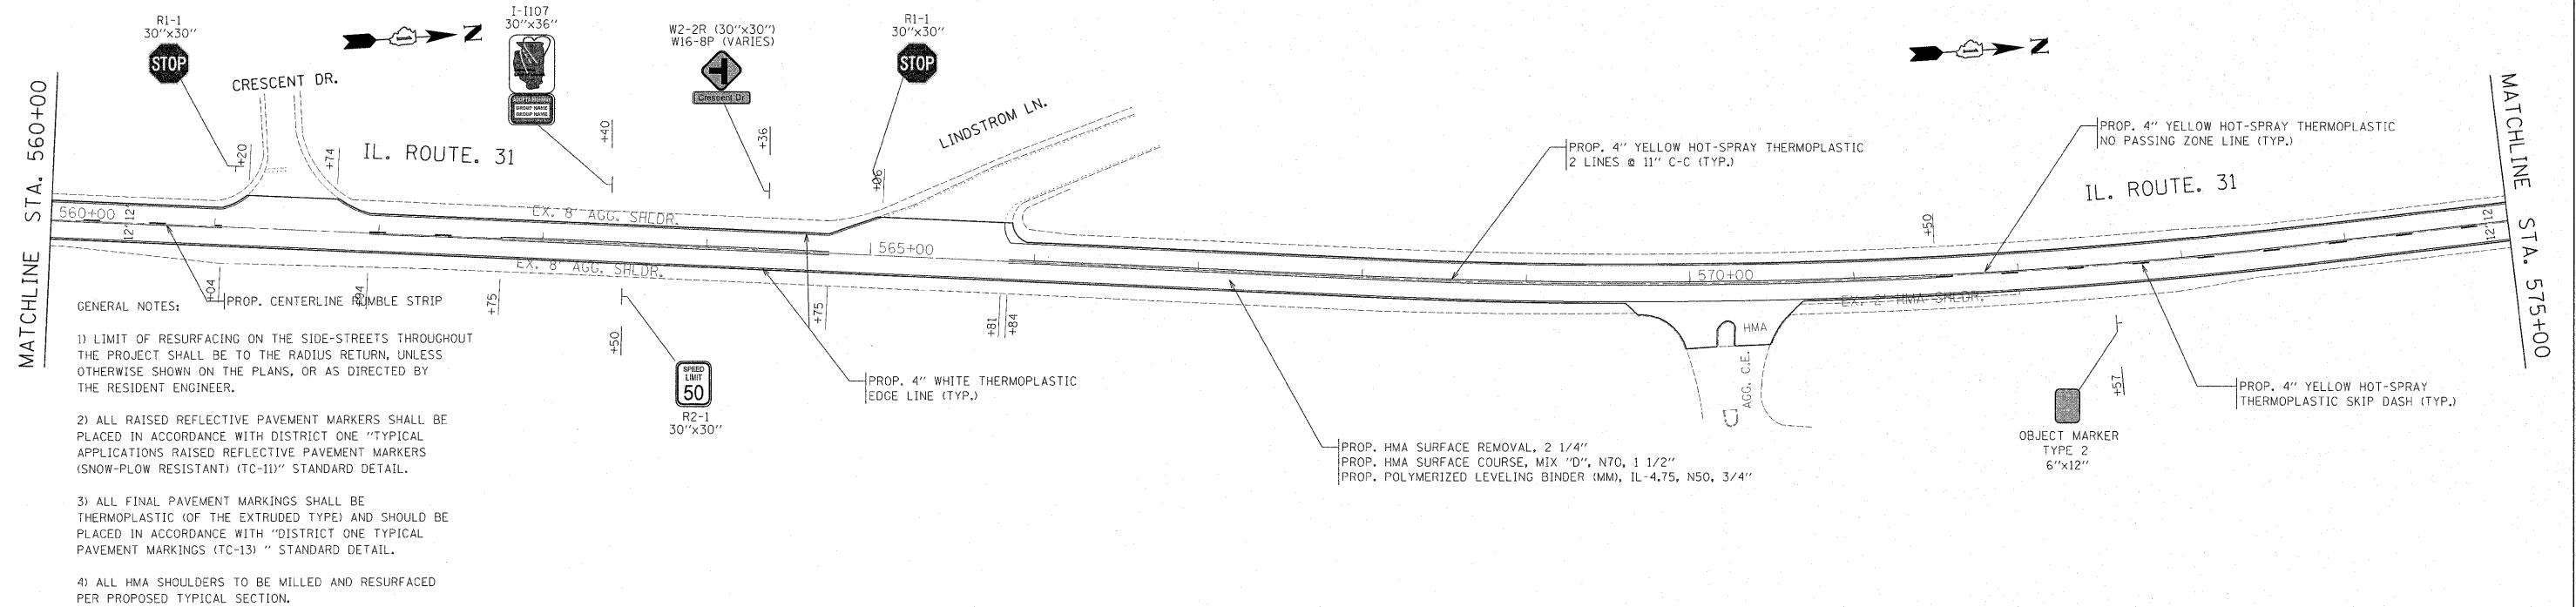 R1-1
30"x30"
STOP
CRESCENT DR.
N
I-I107
30"x36"
GROUP NAME
GROUP NAME
W2-2R (30"x30")
W16-8P (VARIES)
Crescent Dr
R1-1
30"x30"
STOP
LINDSTROM LN.
N
MATCHLINE STA. 560+00
IL. ROUTE. 31
+20
+74
+40
+36
+06
PROP. 4" YELLOW HOT-SPRAY THERMOPLASTIC
2 LINES @ 11" C-C (TYP.)
PROP. 4" YELLOW HOT-SPRAY THERMOPLASTIC
NO PASSING ZONE LINE (TYP.)
IL. ROUTE. 31
+50
MATCHLINE STA. 575+00
560+00
12'
12'
EX. 8' AGG. SHLDR.
565+00
EX. 8' AGG. SHLDR.
570+00
EX. 2' HMA SHLDR.
12'
12'
+04
PROP. CENTERLINE RUMBLE STRIP
+94
+75
+50
+75
+81
+84
HMA
AGG. C.E.
+57
SPEED
LIMIT
50
R2-1
30"x30"
PROP. 4" WHITE THERMOPLASTIC
EDGE LINE (TYP.)
PROP. HMA SURFACE REMOVAL, 2 1/4"
PROP. HMA SURFACE COURSE, MIX "D", N70, 1 1/2"
PROP. POLYMERIZED LEVELING BINDER (MM), IL-4.75, N50, 3/4"
OBJECT MARKER
TYPE 2
6"x12"
PROP. 4" YELLOW HOT-SPRAY
THERMOPLASTIC SKIP DASH (TYP.)
GENERAL NOTES:
1) LIMIT OF RESURFACING ON THE SIDE-STREETS THROUGHOUT
THE PROJECT SHALL BE TO THE RADIUS RETURN, UNLESS
OTHERWISE SHOWN ON THE PLANS, OR AS DIRECTED BY
THE RESIDENT ENGINEER.
2) ALL RAISED REFLECTIVE PAVEMENT MARKERS SHALL BE
PLACED IN ACCORDANCE WITH DISTRICT ONE "TYPICAL
APPLICATIONS RAISED REFLECTIVE PAVEMENT MARKERS
(SNOW-PLOW RESISTANT) (TC-11)" STANDARD DETAIL.
3) ALL FINAL PAVEMENT MARKINGS SHALL BE
THERMOPLASTIC (OF THE EXTRUDED TYPE) AND SHOULD BE
PLACED IN ACCORDANCE WITH "DISTRICT ONE TYPICAL
PAVEMENT MARKINGS (TC-13) " STANDARD DETAIL.
4) ALL HMA SHOULDERS TO BE MILLED AND RESURFACED
PER PROPOSED TYPICAL SECTION.